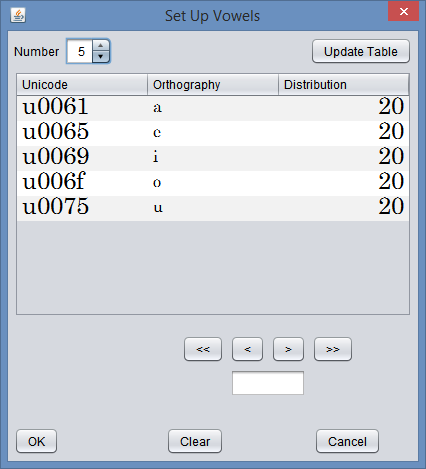 Set Up Vowels
Number 5 Update Table
Unicode Orthography Distribution
u0061 a 20
u0065 e 20
u0069 i 20
u006f o 20
u0075 u 20
<< < > >>
OK Clear Cancel